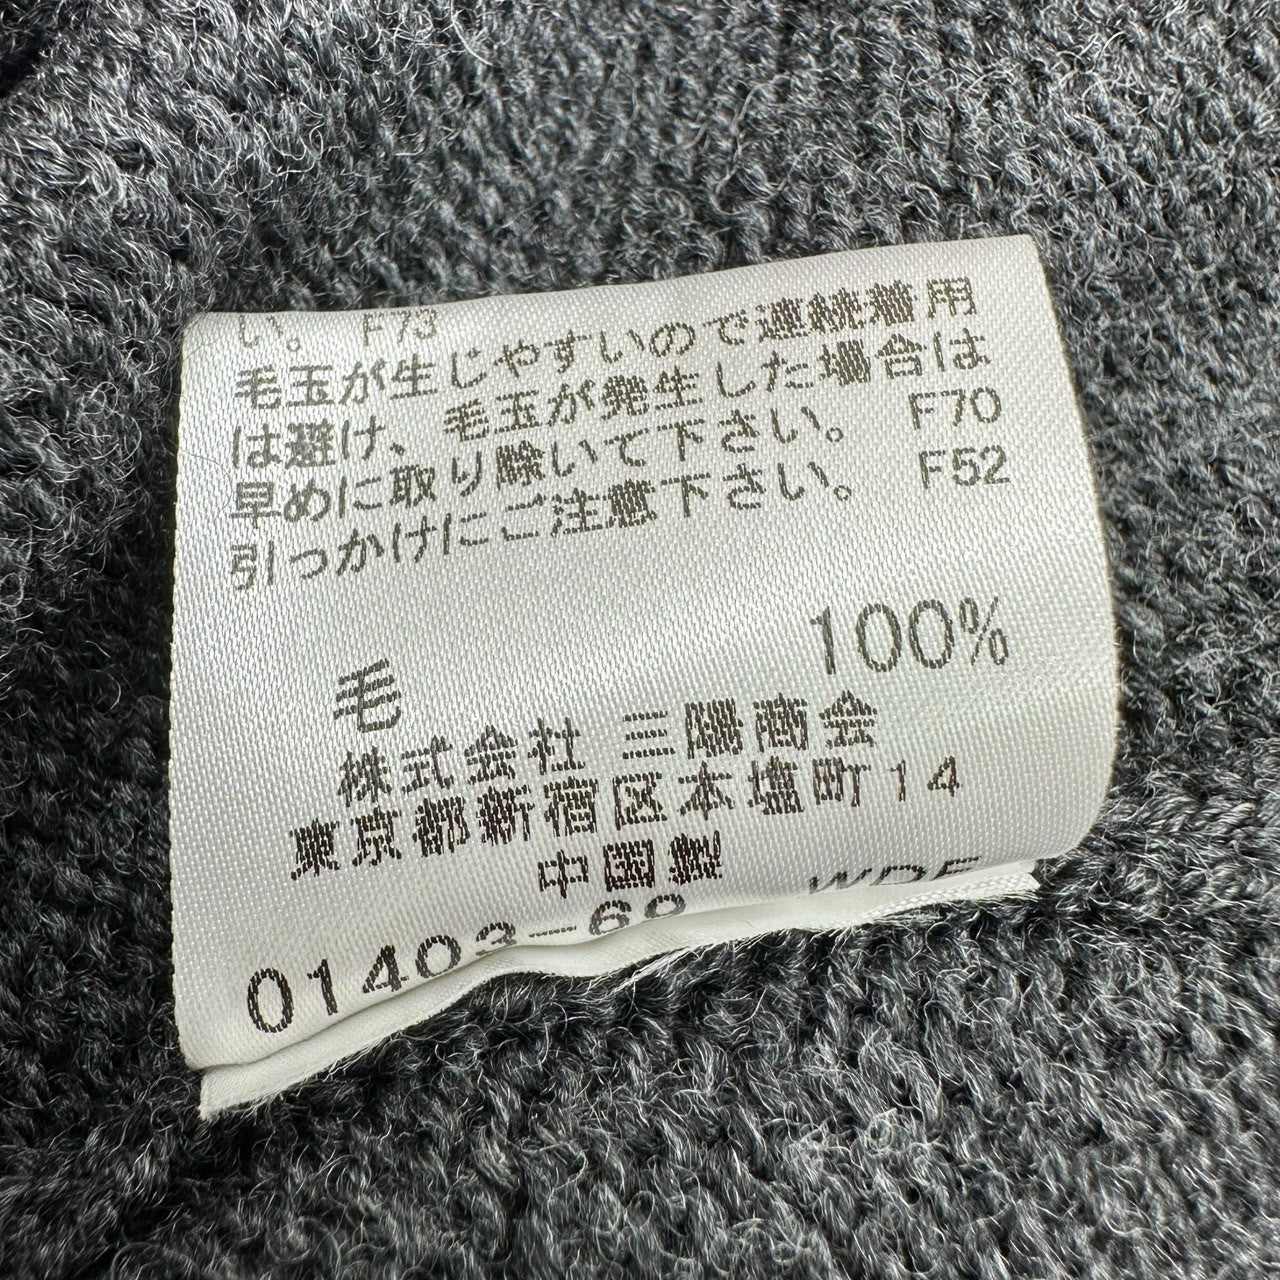 い。 F73
毛玉が生じやすいので連続着用
は避け、毛玉が発生した場合は
早めに取り除いて下さい。 F70
引っかけにご注意下さい。 F52
毛 100%
株式会社 三陽商会
東京都新宿区本塩町14
中国製
01403-69 WDF